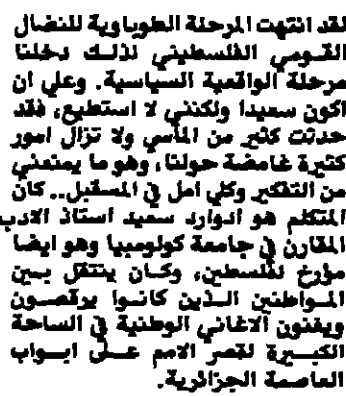 لقد انتهت المرحلة الطوباوية للنضال
القومي الفلسطيني لذلك دخلنا
مرحلة الواقعية السياسية. وعلي ان
اكون سعيدا ولكنني لا استطيع، فقد
حدثت كثير من المآسي ولا تزال امور
كثيرة غامضة حولنا، وهو ما يمنعني
من التفكير وكلي امل في المستقبل.. كان
المتكلم هو ادوارد سعيد استاذ الادب
المقارن في جامعة كولومبيا وهو ايضا
مؤرخ لفلسطين، وكان ينتقل بين
المواطنين الذين كانوا يرقصون
ويغنون الاغاني الوطنية في الساحة
الكبيرة لقصر الامم على ابواب
العاصمة الجزائرية.